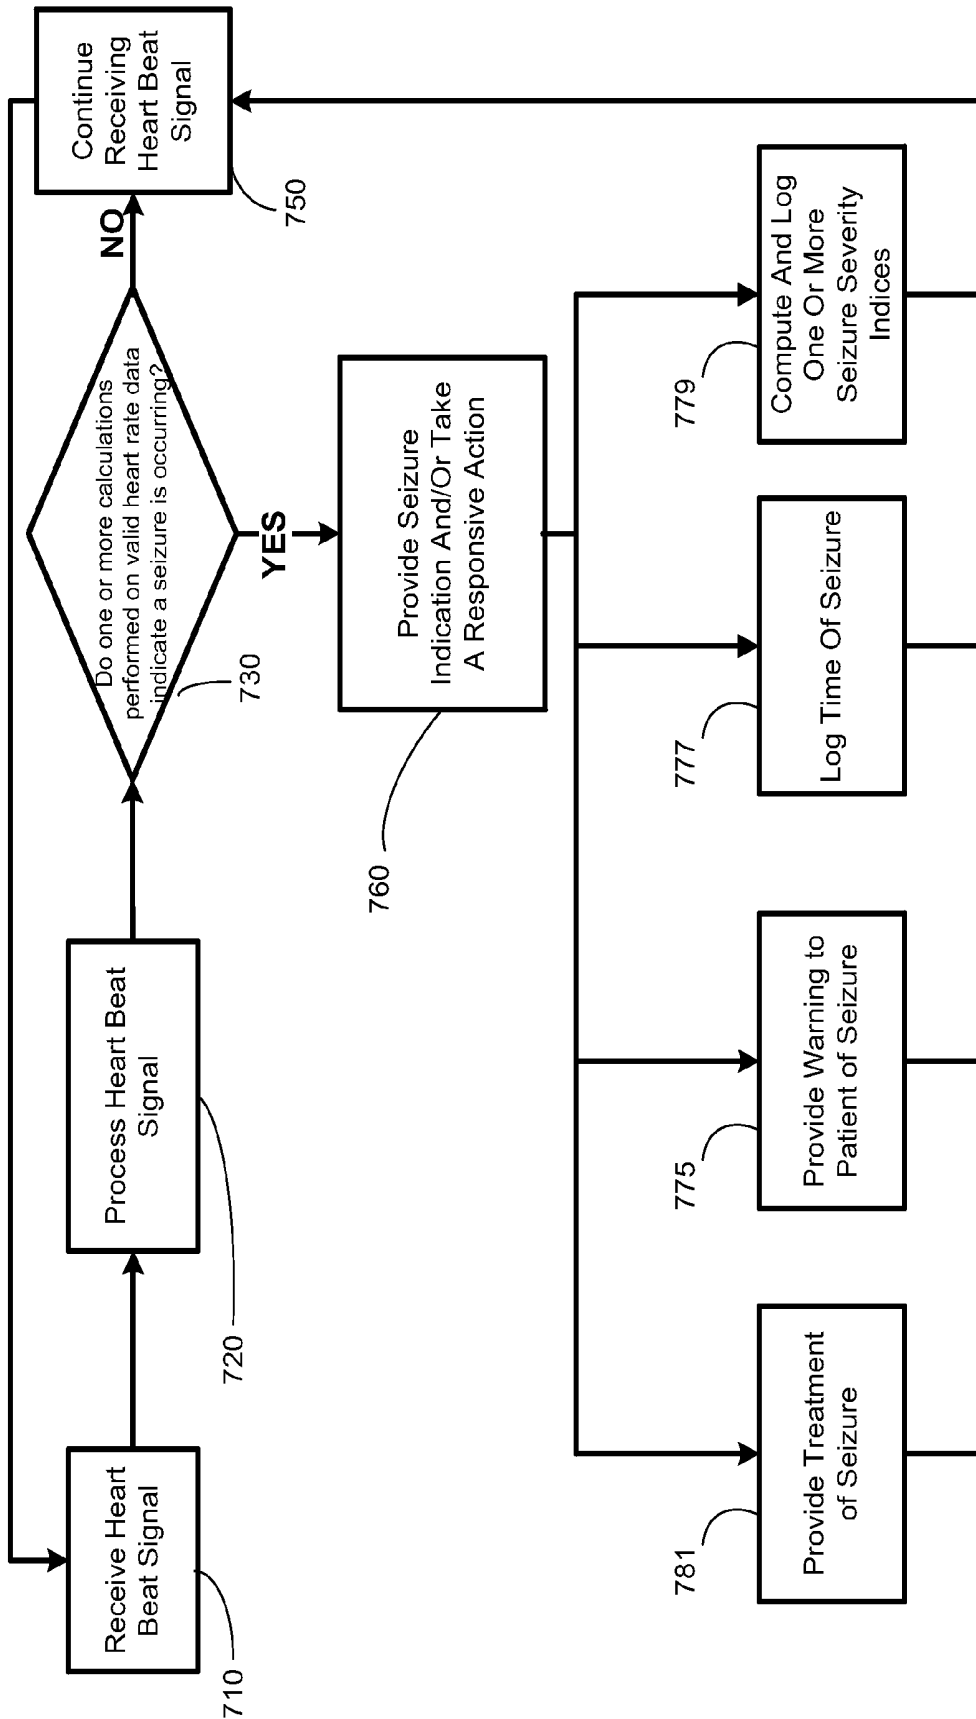 Receive Heart
Beat Signal
710
Process Heart Beat
Signal
720
Do one or more calculations
performed on valid heart rate data
indicate a seizure is occurring?
730
NO
Continue
Receiving
Heart Beat
Signal
750
YES
Provide Seizure
Indication And/Or Take
A Responsive Action
760
781
Provide Treatment
of Seizure
775
Provide Warning to
Patient of Seizure
777
Log Time Of Seizure
779
Compute And Log
One Or More
Seizure Severity
Indices